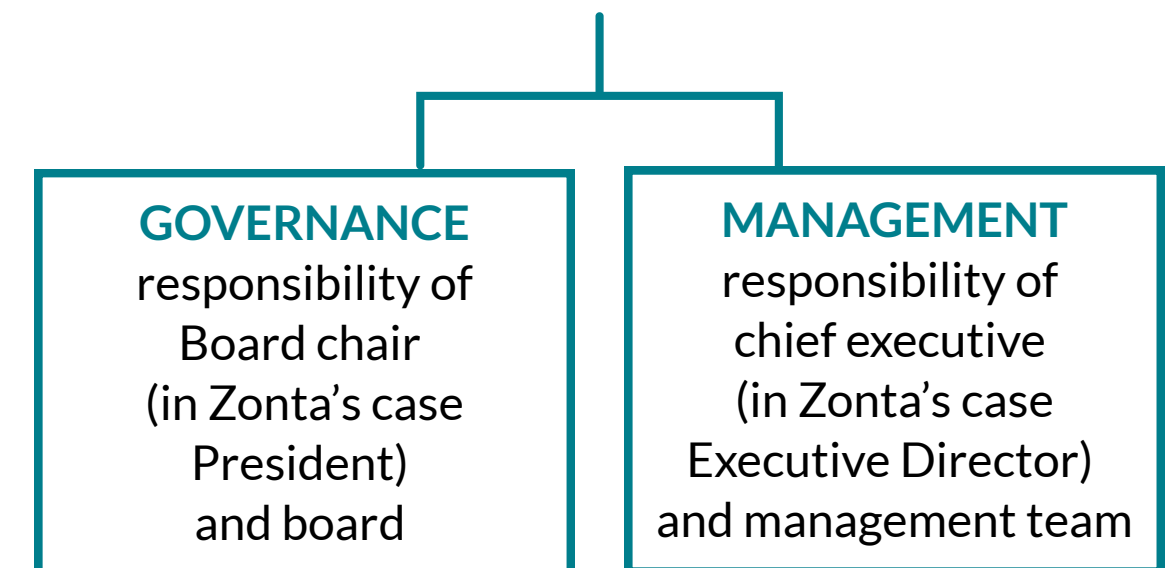 GOVERNANCE
responsibility of
Board chair
(in Zonta’s case
President)
and board
MANAGEMENT
responsibility of
chief executive
(in Zonta’s case
Executive Director)
and management team